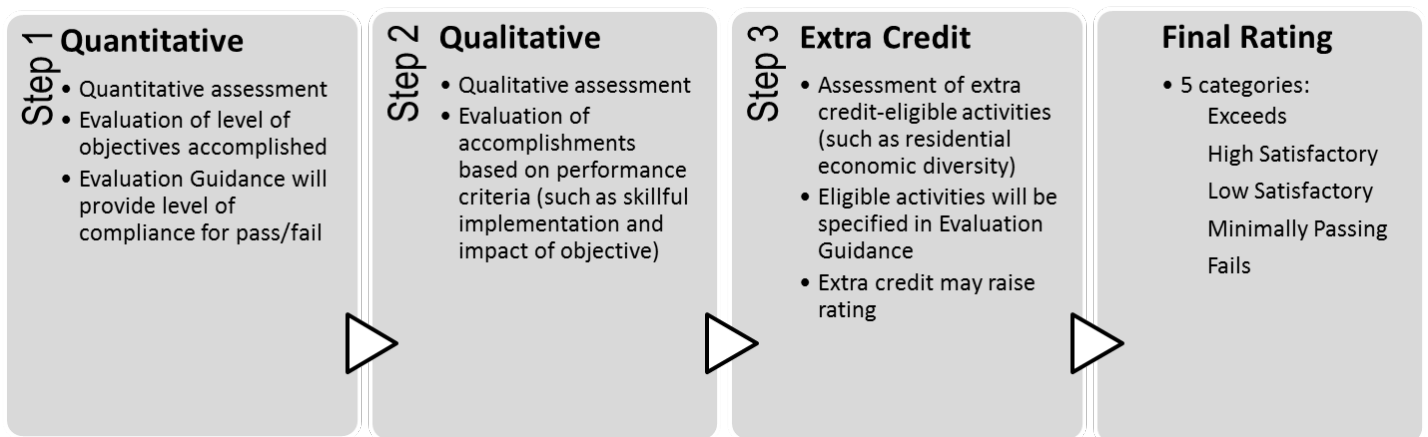 Step 1
Quantitative
• Quantitative assessment
• Evaluation of level of
objectives accomplished
• Evaluation Guidance will
provide level of
compliance for pass/fail
Step 2
Qualitative
• Qualitative assessment
• Evaluation of
accomplishments
based on performance
criteria (such as skillful
implementation and
impact of objective)
Step 3
Extra Credit
• Assessment of extra
credit-eligible activities
(such as residential
economic diversity)
• Eligible activities will be
specified in Evaluation
Guidance
• Extra credit may raise
rating
Final Rating
• 5 categories:
Exceeds
High Satisfactory
Low Satisfactory
Minimally Passing
Fails